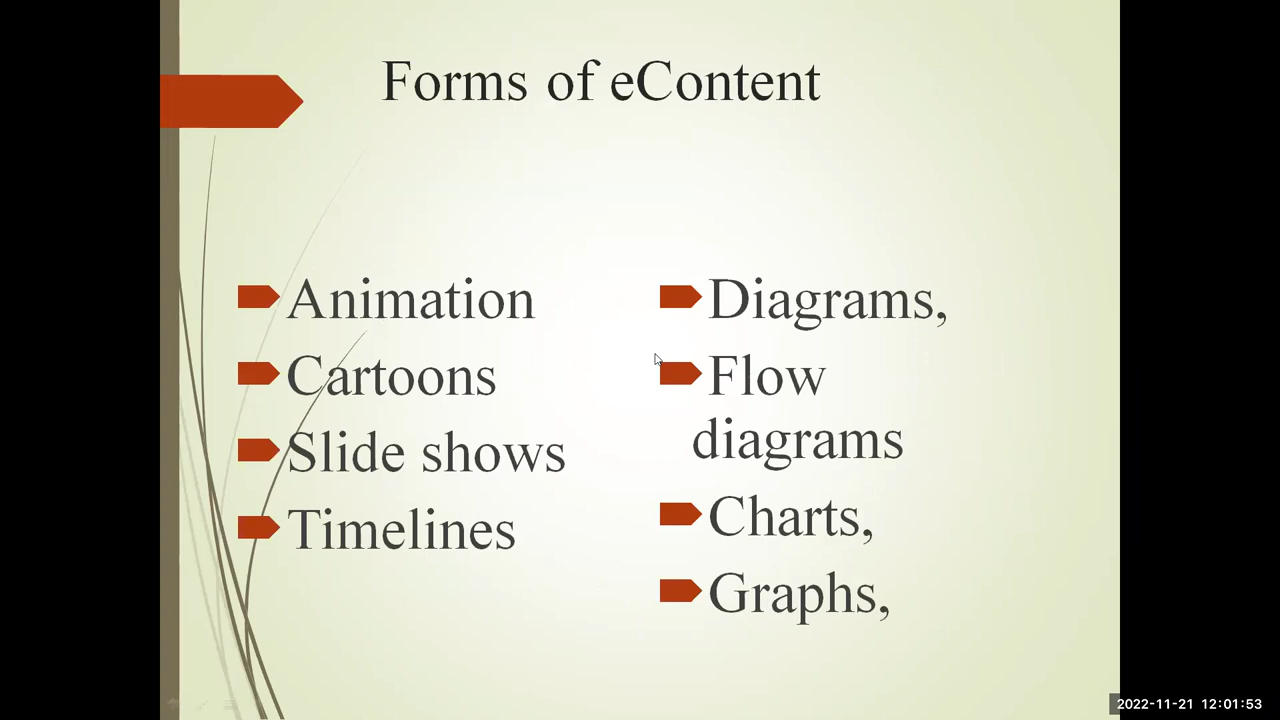 Forms of eContent
Animation
Cartoons
Slide shows
Timelines
Diagrams,
Flow
diagrams
Charts,
Graphs,
2022-11-21 12:01:53